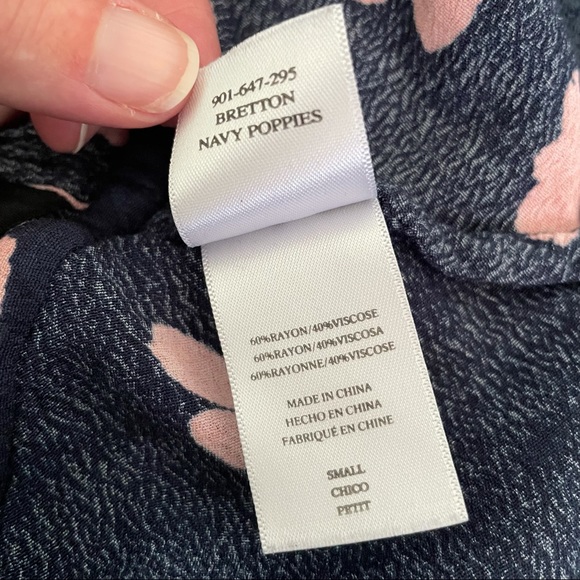 901-647-295
BRETTON
NAVY POPPIES
60%RAYON/40%VISCOSE
60%RAYON/40%VISCOSA
60%RAYONNE/40%VISCOSE
MADE IN CHINA
HECHO EN CHINA
FABRIQUÉ EN CHINE
SMALL
CHICO
PETIT